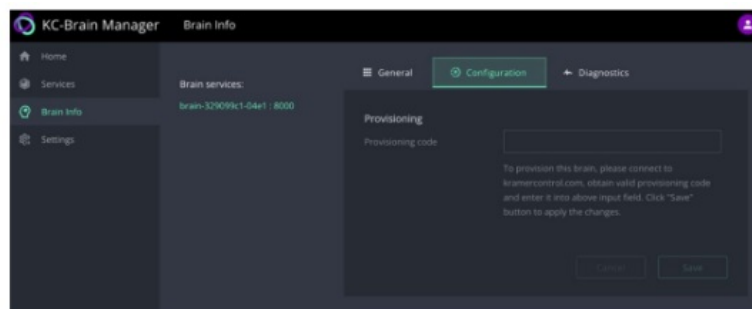 KC-Brain Manager
Brain Info
Home
Services
Brain Info
Settings
Brain services:
brain-329099c1-04e1 : 8000
General
Configuration
Diagnostics
Provisioning
Provisioning code
To provision this brain, please connect to
kramercontrol.com, obtain valid provisioning code
and enter it into above input field. Click "Save"
button to apply the changes.
Cancel
Save